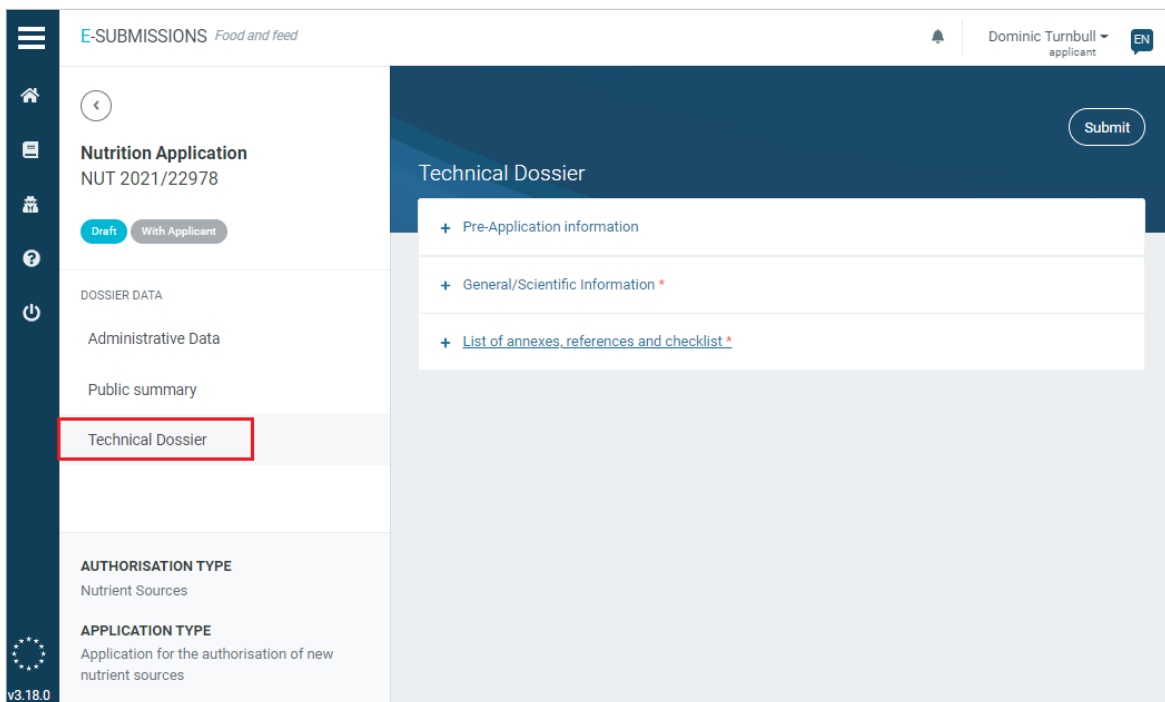 E-SUBMISSIONS Food and feed
Dominic Turnbull
applicant
EN
Nutrition Application
NUT 2021/22978
Draft
With Applicant
DOSSIER DATA
Administrative Data
Public summary
Technical Dossier
AUTHORISATION TYPE
Nutrient Sources
APPLICATION TYPE
Application for the authorisation of new
nutrient sources
v3.18.0
Submit
Technical Dossier
+ Pre-Application information
+ General/Scientific Information *
+ List of annexes, references and checklist *